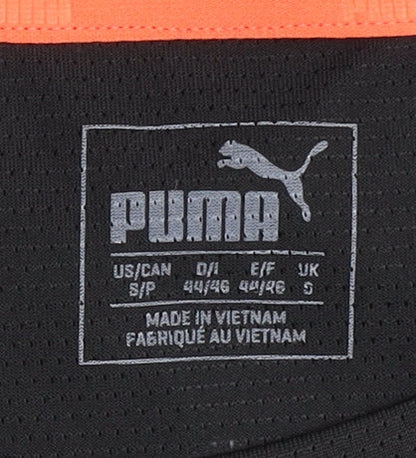 PUMA
US/CAN D/I E/F UK
S/P 44/46 44/46 S
MADE IN VIETNAM
FABRIQUÉ AU VIETNAM